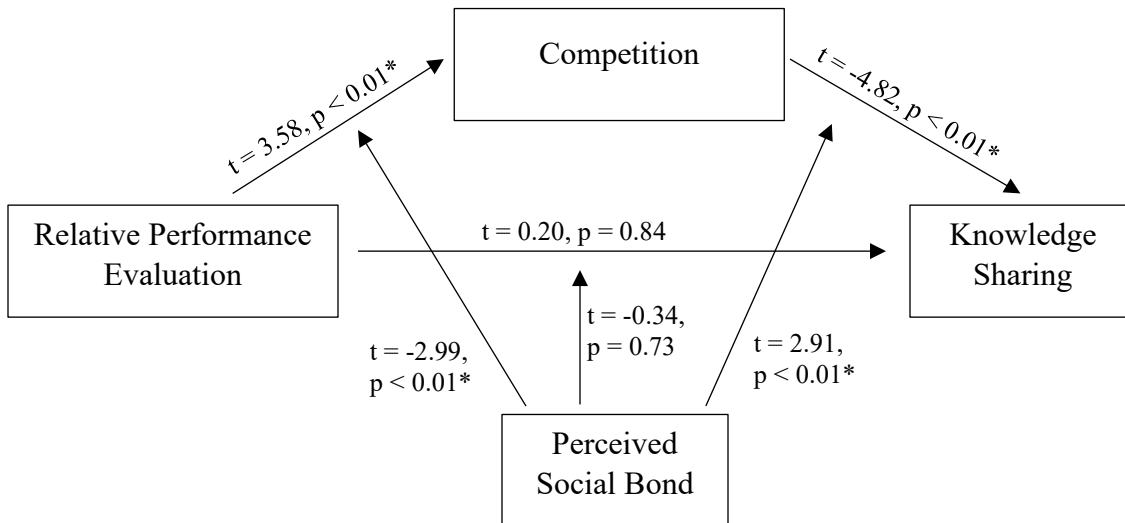 Competition
t = 3.58, p < 0.01*
t = -4.82, p < 0.01*
Relative Performance
Evaluation
t = 0.20, p = 0.84
Knowledge
Sharing
t = -2.99,
p < 0.01*
t = -0.34,
p = 0.73
t = 2.91,
p < 0.01*
Perceived
Social Bond